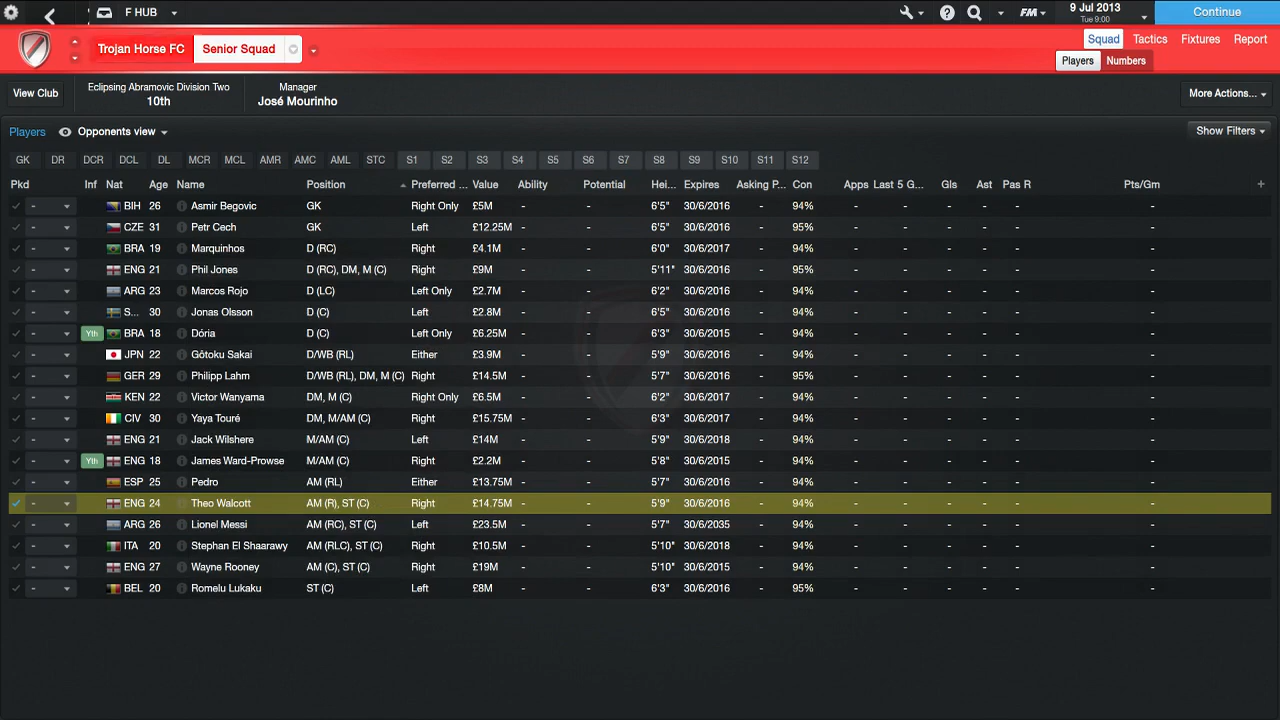 F HUB FM 9 Jul 2013 Tue 9:00 Continue
Trojan Horse FC Senior Squad Squad Tactics Fixtures Report
Players Numbers
View Club Eclipsing Abramovic Division Two 10th Manager José Mourinho More Actions...
Players Opponents view Show Filters
GK DR DCR DCL DL MCR MCL AMR AMC AML STC S1 S2 S3 S4 S5 S6 S7 S8 S9 S10 S11 S12
Pkd Inf Nat Age Name Position Preferred ... Value Ability Potential Hei... Expires Asking P... Con Apps Last 5 G... Gls Ast Pas R Pts/Gm +
- BIH 26 Asmir Begovic GK Right Only £5M - - 6'5" 30/6/2016 - 94% - - - - - -
- CZE 31 Petr Cech GK Left £12.25M - - 6'5" 30/6/2016 - 95% - - - - - -
- BRA 19 Marquinhos D (RC) Right £4.1M - - 6'0" 30/6/2017 - 94% - - - - - -
- ENG 21 Phil Jones D (RC), DM, M (C) Right £9M - - 5'11" 30/6/2016 - 95% - - - - - -
- ARG 23 Marcos Rojo D (LC) Left Only £2.7M - - 6'2" 30/6/2016 - 94% - - - - - -
- S... 30 Jonas Olsson D (C) Left £2.8M - - 6'5" 30/6/2016 - 94% - - - - - -
- Yth BRA 18 Dória D (C) Left Only £6.25M - - 6'3" 30/6/2015 - 94% - - - - - -
- JPN 22 Gōtoku Sakai D/WB (RL) Either £3.9M - - 5'9" 30/6/2016 - 94% - - - - - -
- GER 29 Philipp Lahm D/WB (RL), DM, M (C) Right £14.5M - - 5'7" 30/6/2016 - 95% - - - - - -
- KEN 22 Victor Wanyama DM, M (C) Right Only £6.5M - - 6'2" 30/6/2017 - 94% - - - - - -
- CIV 30 Yaya Touré DM, M/AM (C) Right £15.75M - - 6'3" 30/6/2017 - 94% - - - - - -
- ENG 21 Jack Wilshere M/AM (C) Left £14M - - 5'9" 30/6/2018 - 94% - - - - - -
- Yth ENG 18 James Ward-Prowse M/AM (C) Right £2.2M - - 5'8" 30/6/2015 - 94% - - - - - -
- ESP 25 Pedro AM (RL) Either £13.75M - - 5'7" 30/6/2016 - 94% - - - - - -
- ENG 24 Theo Walcott AM (R), ST (C) Right £14.75M - - 5'9" 30/6/2016 - 94% - - - - - -
- ARG 26 Lionel Messi AM (RC), ST (C) Left £23.5M - - 5'7" 30/6/2035 - 94% - - - - - -
- ITA 20 Stephan El Shaarawy AM (RLC), ST (C) Right £10.5M - - 5'10" 30/6/2018 - 94% - - - - - -
- ENG 27 Wayne Rooney AM (C), ST (C) Right £19M - - 5'10" 30/6/2015 - 94% - - - - - -
- BEL 20 Romelu Lukaku ST (C) Left £8M - - 6'3" 30/6/2016 - 95% - - - - - -